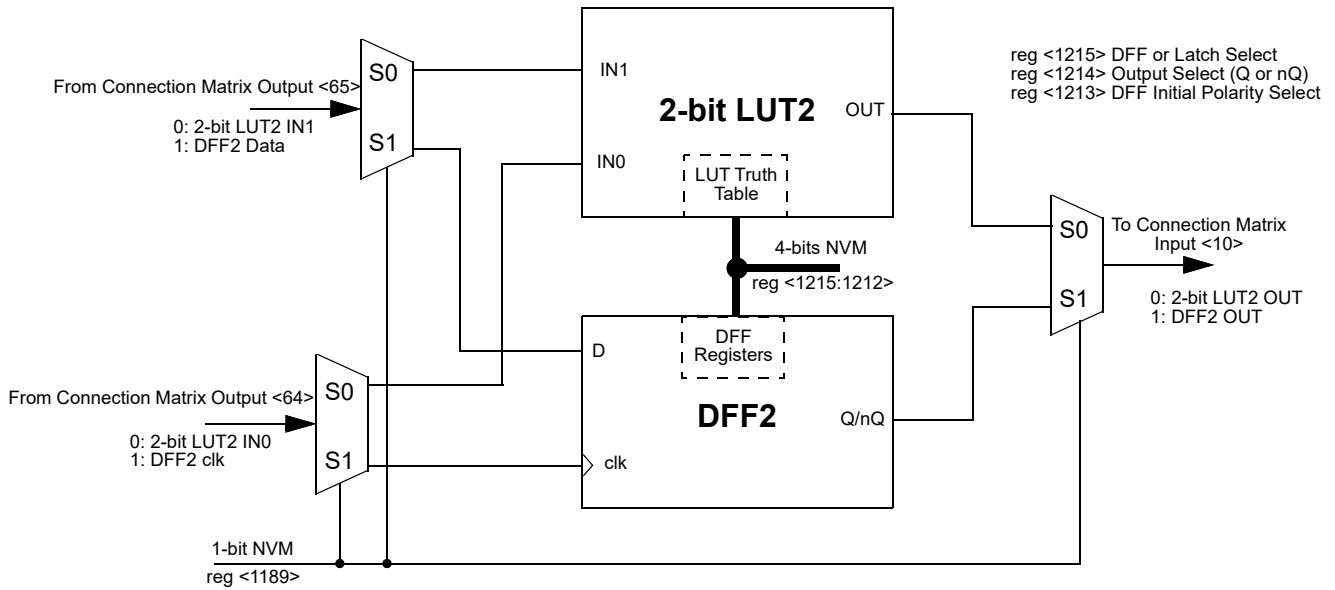 reg <1215> DFF or Latch Select
reg <1214> Output Select (Q or nQ)
reg <1213> DFF Initial Polarity Select
From Connection Matrix Output <65>
0: 2-bit LUT2 IN1
1: DFF2 Data
S0
S1
IN1
2-bit LUT2
OUT
IN0
LUT Truth
Table
4-bits NVM
reg <1215:1212>
S0
S1
To Connection Matrix
Input <10>
0: 2-bit LUT2 OUT
1: DFF2 OUT
DFF
Registers
D
DFF2
Q/nQ
clk
From Connection Matrix Output <64>
0: 2-bit LUT2 IN0
1: DFF2 clk
S0
S1
1-bit NVM
reg <1189>